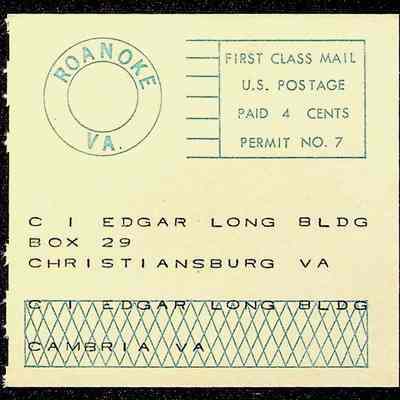 ROANOKE
VA.
FIRST CLASS MAIL
U.S. POSTAGE
PAID 4 CENTS
PERMIT NO. 7
C I EDGAR LONG BLDG
BOX 29
CHRISTIANSBURG VA
C I EDGAR LONG BLDG
CAMBRIA VA